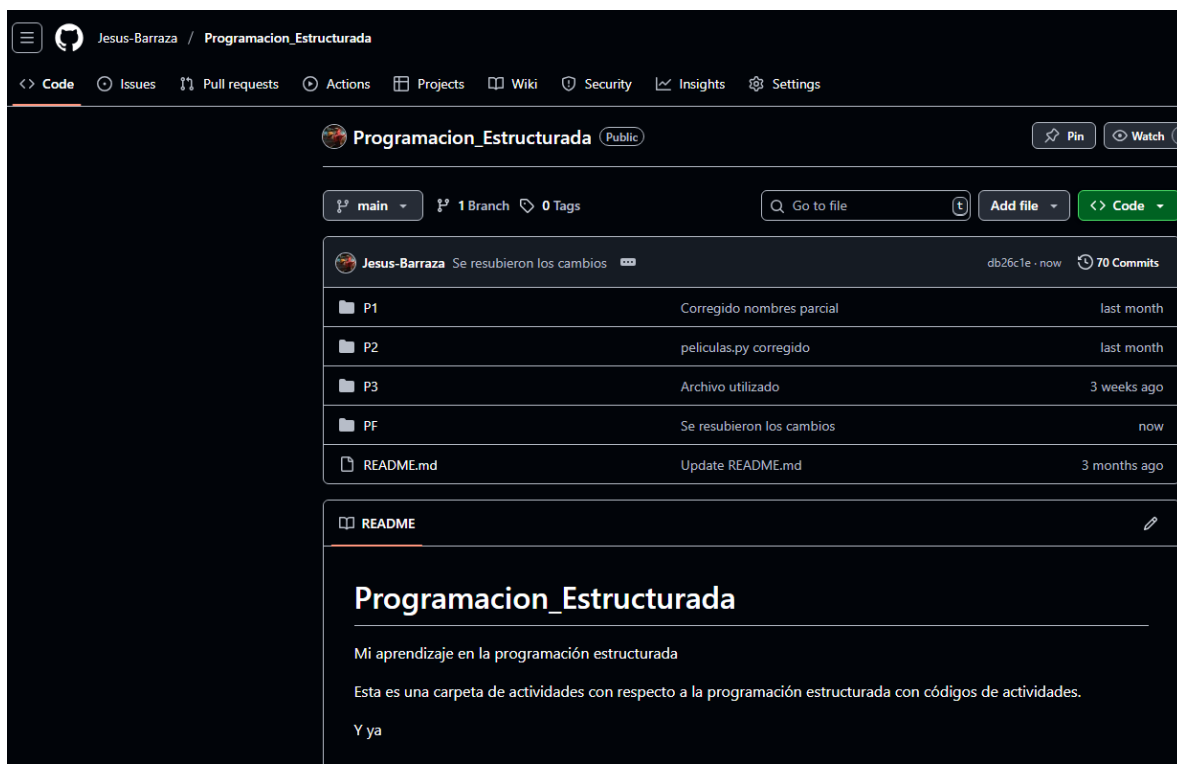 Jesus-Barraza / Programacion_Estructurada
<> Code Issues Pull requests Actions Projects Wiki Security Insights Settings
Programacion_Estructurada Public Pin Watch
main 1 Branch 0 Tags Go to file t Add file <> Code
Jesus-Barraza Se resubieron los cambios ... db26c1e · now 70 Commits
P1 Corregido nombres parcial last month
P2 peliculas.py corregido last month
P3 Archivo utilizado 3 weeks ago
PF Se resubieron los cambios now
README.md Update README.md 3 months ago
README
Programacion_Estructurada
Mi aprendizaje en la programación estructurada
Esta es una carpeta de actividades con respecto a la programación estructurada con códigos de actividades.
Y ya